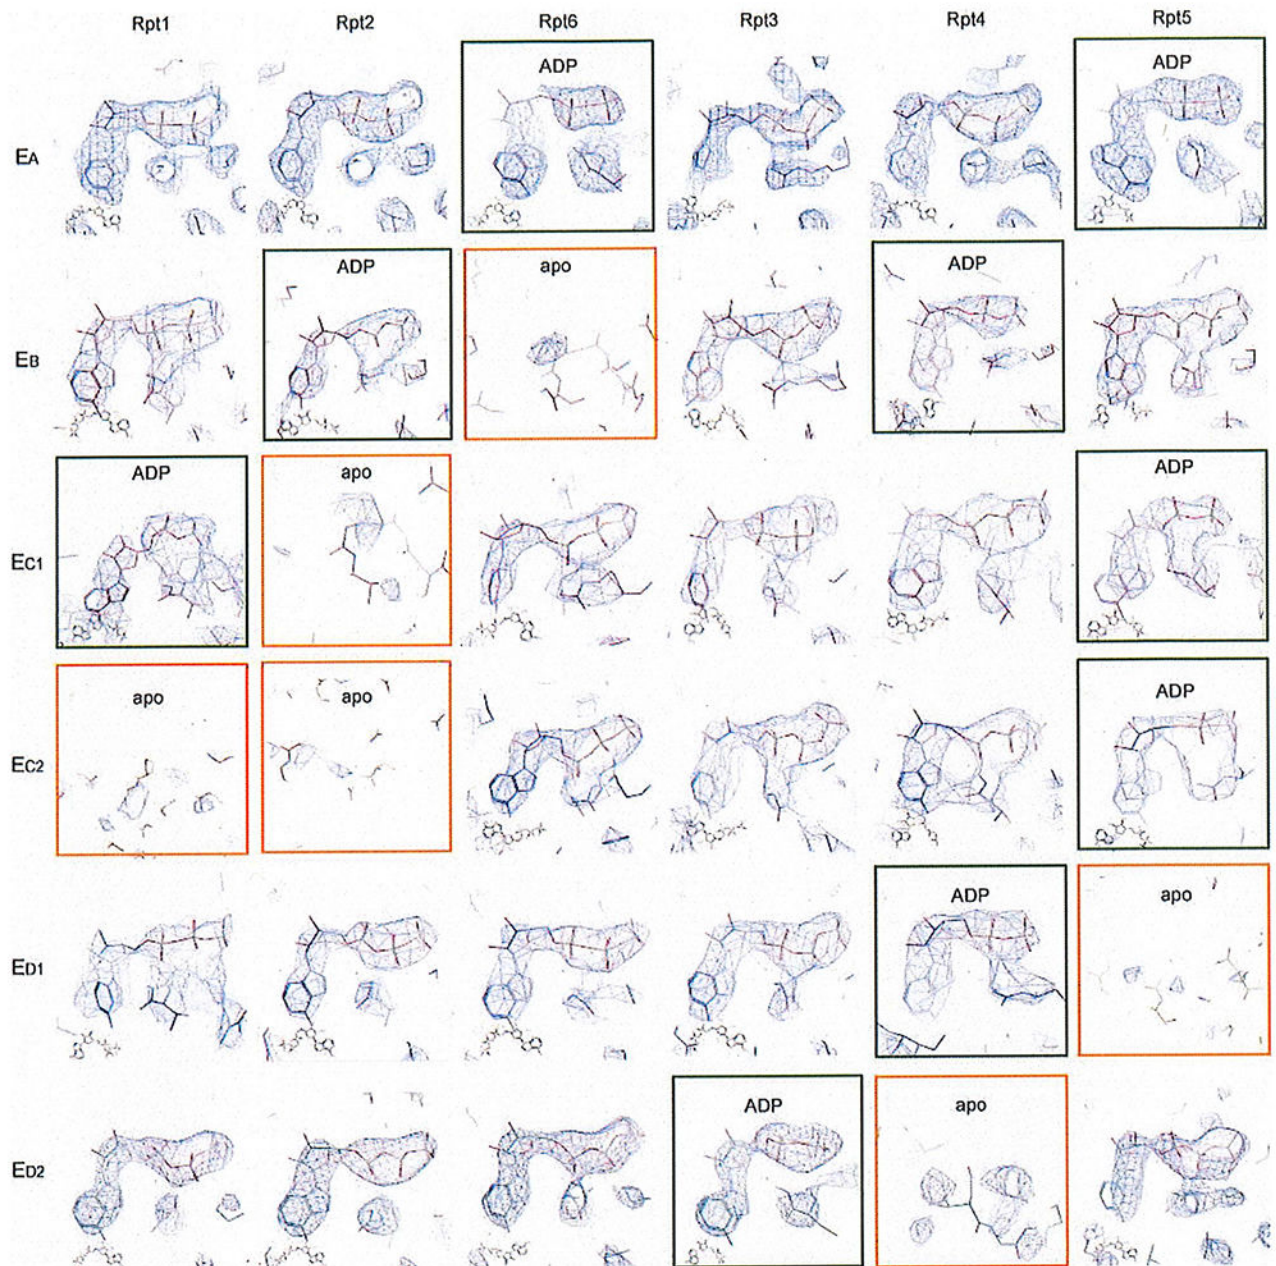 Rpt1 Rpt2 Rpt6 Rpt3 Rpt4 Rpt5
EA ADP ADP
EB ADP apo ADP
EC1 ADP apo ADP
EC2 apo apo ADP
ED1 ADP apo
ED2 ADP apo